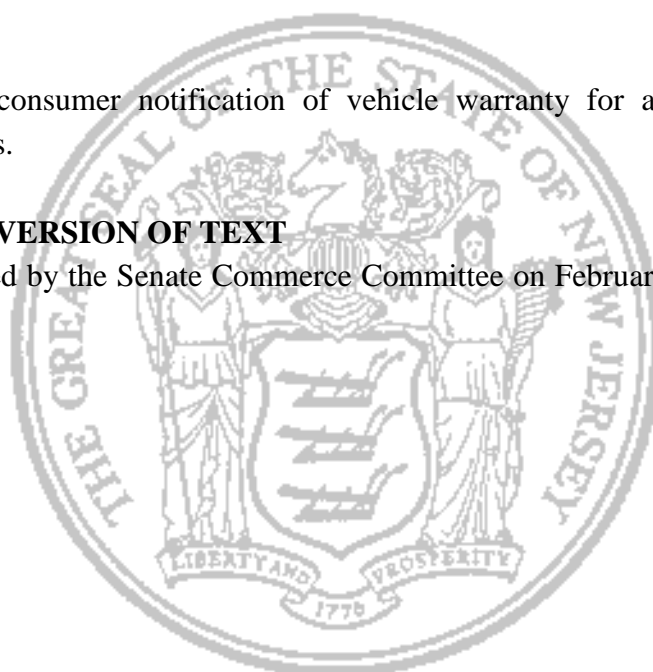 consumer notification of vehicle warranty for a
s.
VERSION OF TEXT
ed by the Senate Commerce Committee on Februar
THE GREAT SEAL OF THE STATE OF NEW JERSEY
LIBERTY AND PROSPERITY
1776